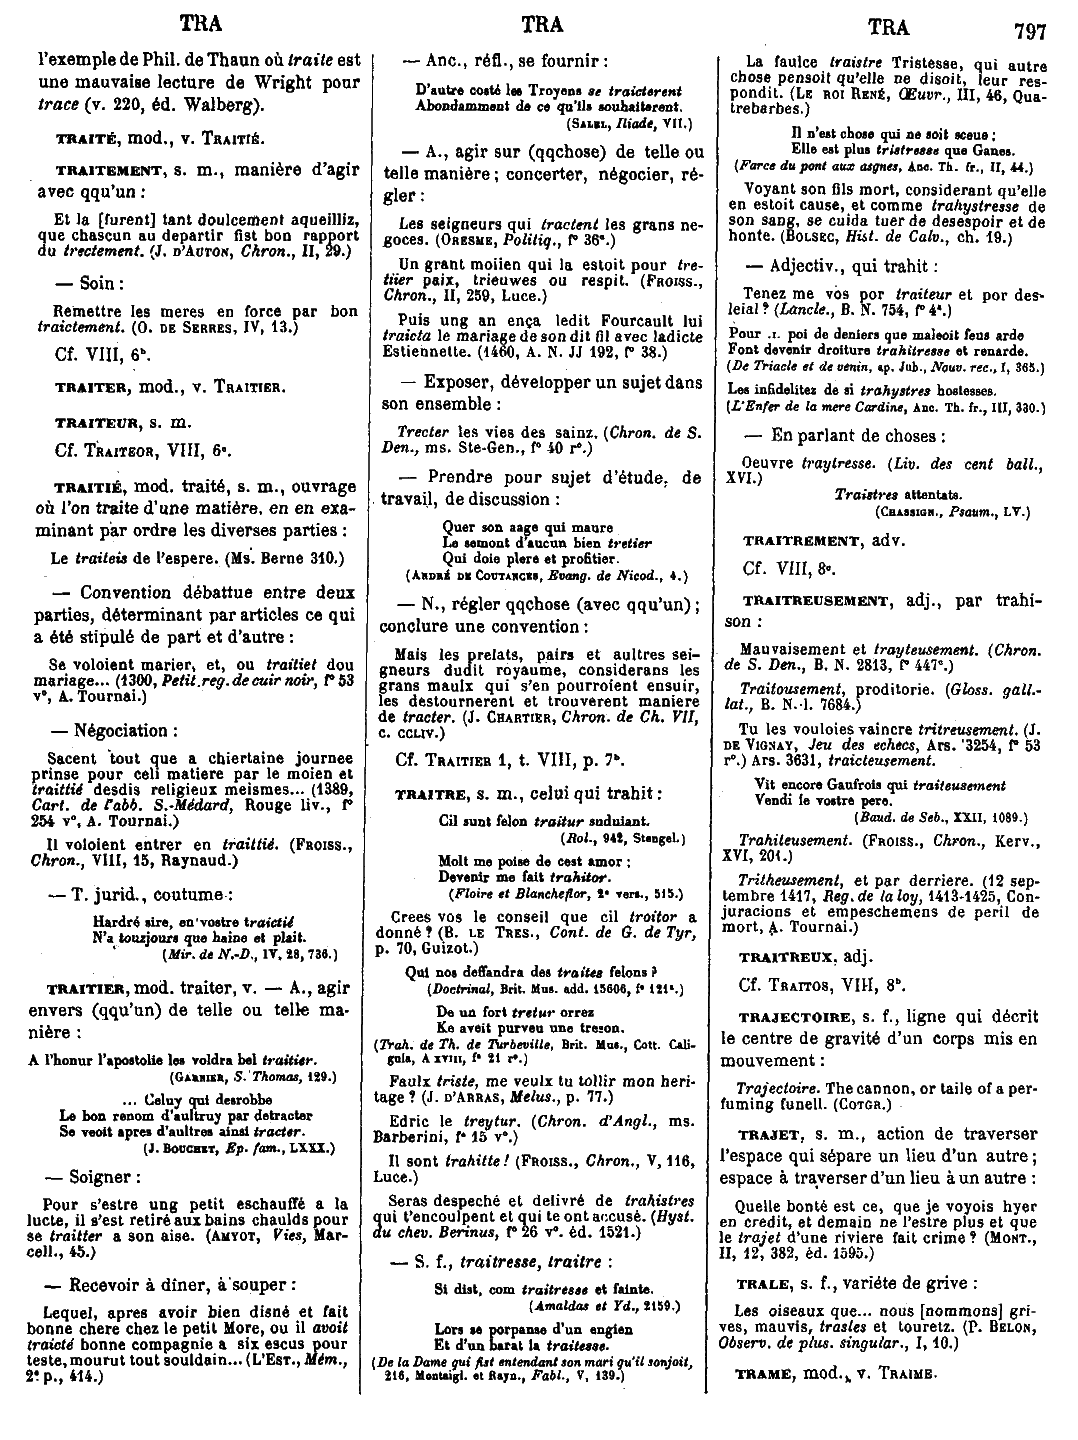 TRA
TRA
TRA
797
l'exemple de Phil. de Thaun où traite est
une mauvaise lecture de Wright pour
trace (v. 220, éd. Walberg).
TRAITÉ, mod., v. TRAITIÉ.
TRAITEMENT, s. m., manière d'agir
avec qqu'un :
Et la [furent] tant doulcement aqueilliz,
que chascun au departir fist bon rapport
du trectement. (J. D'AUTON, Chron., II, 29.)
— Soin :
Remettre les meres en force par bon
traictement. (O. DE SERRES, IV, 13.)
Cf. VIII, 6ᵇ.
TRAITER, mod., v. TRAITIER.
TRAITEUR, s. m.
Cf. TRAITEOR, VIII, 6ᵉ.
TRAITIÉ, mod. traité, s. m., ouvrage
où l'on traite d'une matière, en en exa-
minant par ordre les diverses parties :
Le traiteis de l'espere. (Ms. Berne 310.)
— Convention débattue entre deux
parties, déterminant par articles ce qui
a été stipulé de part et d'autre :
Se voloient marier, et, ou traitiet dou
mariage... (1300, Petit reg. de cuir noir, f° 53
v°, A. Tournai.)
— Négociation :
Sacent tout que a chiertaine journee
prinse pour celi matiere par le moien et
traittié desdis religieux meismes... (1389,
Cart. de l'abb. S.-Médard, Rouge liv., f°
254 v°, A. Tournai.)
Il voloient entrer en traittié. (FROISS.,
Chron., VIII, 15, Raynaud.)
— T. jurid., coutume :
Hardré sire, en vostre traictié
N'a tousjours que haine et plait.
(Mir. de N.-D., IV, 28, 736.)
TRAITIER, mod. traiter, v. — A., agir
envers (qqu'un) de telle ou telle ma-
nière :
A l'honur l'apostolie les voldra bel traitier.
(GARNIER, S. Thomas, 129.)
... Celuy qui desrobbe
Le bon renom d'aultruy par detracter
Se veoit apres d'aultres ainsi tracter.
(J. BOUCHET, Ep. fam., LXXX.)
— Soigner :
Pour s'estre ung petit eschauffé a la
lucte, il s'est retiré aux bains chaulds pour
se traitter a son aise. (AMYOT, Vies, Mar-
cell., 45.)
— Recevoir à dîner, à souper :
Lequel, apres avoir bien disné et fait
bonne chere chez le petit More, ou il avoit
traicté bonne compagnie a six escus pour
teste, mourut tout souldain... (L'EST., Mém.,
2ᵉ p., 414.)
— Anc., réfl., se fournir :
D'autre costé les Troyens se traicterent
Abondamment de ce qu'ils souhaiterent.
(SALEL, Iliade, VII.)
— A., agir sur (qqchose) de telle ou
telle manière ; concerter, négocier, ré-
gler :
Les seigneurs qui tractent les grans ne-
goces. (ORESME, Politiq., f° 36ᵉ.)
Un grant moiien qui la estoit pour tre-
tiier paix, trieuwes ou respit. (FROISS.,
Chron., II, 259, Luce.)
Puis ung an ença ledit Fourcault lui
traicta le mariage de son dit fil avec ladicte
Estiennette. (1460, A. N. JJ 192, f° 38.)
— Exposer, développer un sujet dans
son ensemble :
Trecter les vies des sainz. (Chron. de S.
Den., ms. Ste-Gen., f° 40 r°.)
— Prendre pour sujet d'étude, de
travail, de discussion :
Quer son aage qui maure
Le semont d'aucun bien tretier
Qui doie plere et profitier.
(ANDRÉ DE COUTANCES, Evang. de Nicod., 4.)
— N., régler qqchose (avec qqu'un) ;
conclure une convention :
Mais les prelats, pairs et aultres sei-
gneurs dudit royaume, considerans les
grans maulx qui s'en pourroient ensuir,
les destournerent et trouverent maniere
de tracter. (J. CHARTIER, Chron. de Ch. VII,
c. CCLIV.)
Cf. TRAITIER 1, t. VIII, p. 7ᵇ.
TRAITRE, s. m., celui qui trahit :
Cil sunt felon traitur suduiant.
(Rol., 942, Stengel.)
Molt me poise de cest amor ;
Devenir me fait trahitor.
(Floire et Blancheflor, 2ᵉ vers., 515.)
Crees vos le conseil que cil troitor a
donné ? (B. LE TRES., Cont. de G. de Tyr,
p. 70, Guizot.)
Qui nos deffandra des traites felons ?
(Doctrinal, Brit. Mus. add. 15606, f° 121ᵇ.)
De un fort tretur orrez
Ke aveit purveu une treson.
(Trah. de Th. de Turbeville, Brit. Mus., Cott. Cali-
gula, A XVIII, f° 21 r°.)
Faulx triste, me veulx tu tollir mon heri-
tage ? (J. D'ARRAS, Melus., p. 77.)
Edric le treytur. (Chron. d'Angl., ms.
Barberini, f° 15 v°.)
Il sont trahitte ! (FROISS., Chron., V, 116,
Luce.)
Seras despeché et delivré de trahistres
qui t'encoulpent et qui te ont accusé. (Hyst.
du chev. Berinus, f° 26 v°. éd. 1521.)
— S. f., traitresse, traitre :
Si dist, com traitresse et fainte.
(Amaldas et Yd., 2159.)
Lors se porpanse d'un engien
Et d'un barat la traitesse.
(De la Dame qui fist entendant son mari qu'il sonjoit,
216, Montaigl. et Rayn., Fabl., V, 139.)
La faulce traistre Tristesse, qui autre
chose pensoit qu'elle ne disoit, leur res-
pondit. (LE ROI RENÉ, Œuvr., III, 46, Qua-
trebarbes.)
Il n'est chose qui ne soit sceue ;
Elle est plus tristresse que Ganes.
(Farce du pont aux asgnes, Anc. Th. fr., II, 44.)
Voyant son fils mort, considerant qu'elle
en estoit cause, et comme trahystresse de
son sang, se cuida tuer de desespoir et de
honte. (BOLSEC, Hist. de Calv., ch. 19.)
— Adjectiv., qui trahit :
Tenez me vos por traiteur et por des-
leial ? (Lancle., B. N. 754, f° 4ᵃ.)
Pour .I. poi de deniers que maleoit feus arde
Font devenir droiture trahitresse et renarde.
(De Triacle et de venin, ap. Jub., Nouv. rec., I, 365.)
Les infidelitez de si trahystres hostesses.
(L'Enfer de la mere Cardine, Anc. Th. fr., III, 330.)
— En parlant de choses :
Oeuvre traytresse. (Liv. des cent ball.,
XVI.)
Traistres attentats.
(CHASSIGN., Psaum., LV.)
TRAITREMENT, adv.
Cf. VIII, 8ᵃ.
TRAITREUSEMENT, adj., par trahi-
son :
Mauvaisement et trayteusement. (Chron.
de S. Den., B. N. 2813, f° 447ᶜ.)
Traitousement, proditorie. (Gloss. gall.-
lat., B. N. l. 7684.)
Tu les vouloies vaincre tritreusement. (J.
DE VIGNAY, Jeu des echecs, Ars. 3254, f° 53
r°.) Ars. 3631, traicteusement.
Vit encore Gaufrois qui traiteusement
Vendi le vostre pere.
(Baud. de Seb., XXII, 1089.)
Trahiteusement. (FROISS., Chron., Kerv.,
XVI, 201.)
Tritheusement, et par derriere. (12 sep-
tembre 1417, Reg. de la loy, 1413-1425, Con-
juracions et empeschemens de peril de
mort, A. Tournai.)
TRAITREUX, adj.
Cf. TRAITOS, VIII, 8ᵇ.
TRAJECTOIRE, s. f., ligne qui décrit
le centre de gravité d'un corps mis en
mouvement :
Trajectoire. The cannon, or taile of a per-
fuming funell. (COTGR.)
TRAJET, s. m., action de traverser
l'espace qui sépare un lieu d'un autre ;
espace à traverser d'un lieu à un autre :
Quelle bonté est ce, que je voyois hyer
en credit, et demain ne l'estre plus et que
le trajet d'une riviere fait crime ? (MONT.,
II, 12, 382, éd. 1595.)
TRALE, s. f., variéte de grive :
Les oiseaux que... nous [nommons] gri-
ves, mauvis, trasles et touretz. (P. BELON,
Observ. de plus. singular., I, 10.)
TRAME, mod., v. TRAIME.